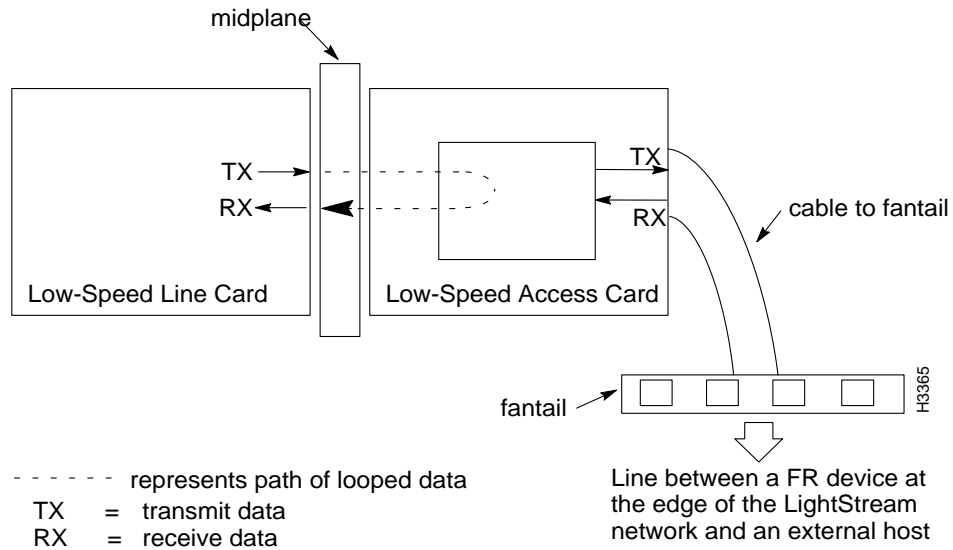 midplane
TX
RX
Low-Speed Line Card
TX
RX
Low-Speed Access Card
cable to fantail
fantail
H3365
Line between a FR device at
the edge of the LightStream
network and an external host
- - - - - - represents path of looped data
TX = transmit data
RX = receive data